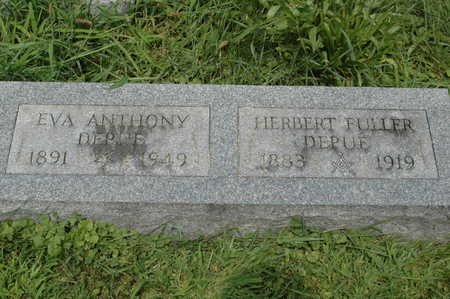 EVA ANTHONY
DEPUE
1891 1949
HERBERT FULLER
DEPUE
1883 1919